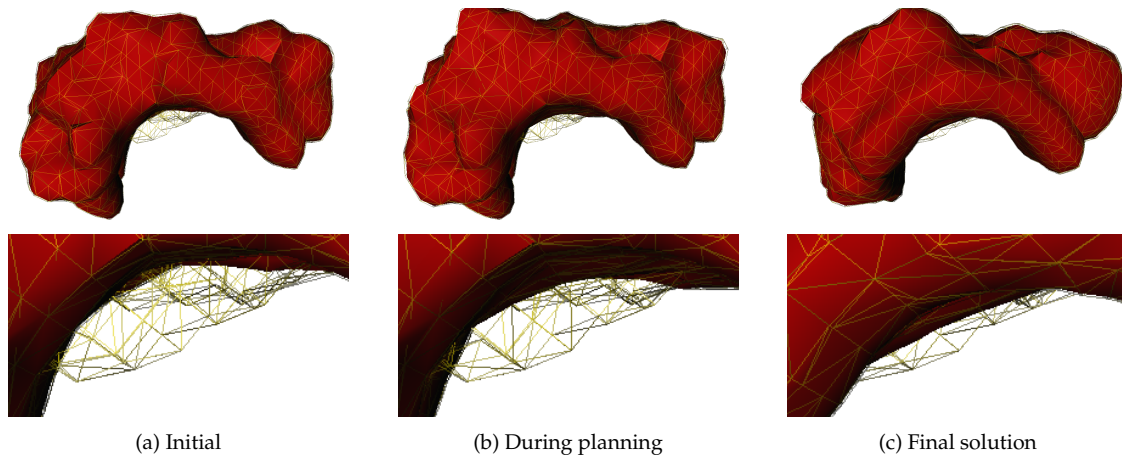 (a) Initial
(b) During planning
(c) Final solution